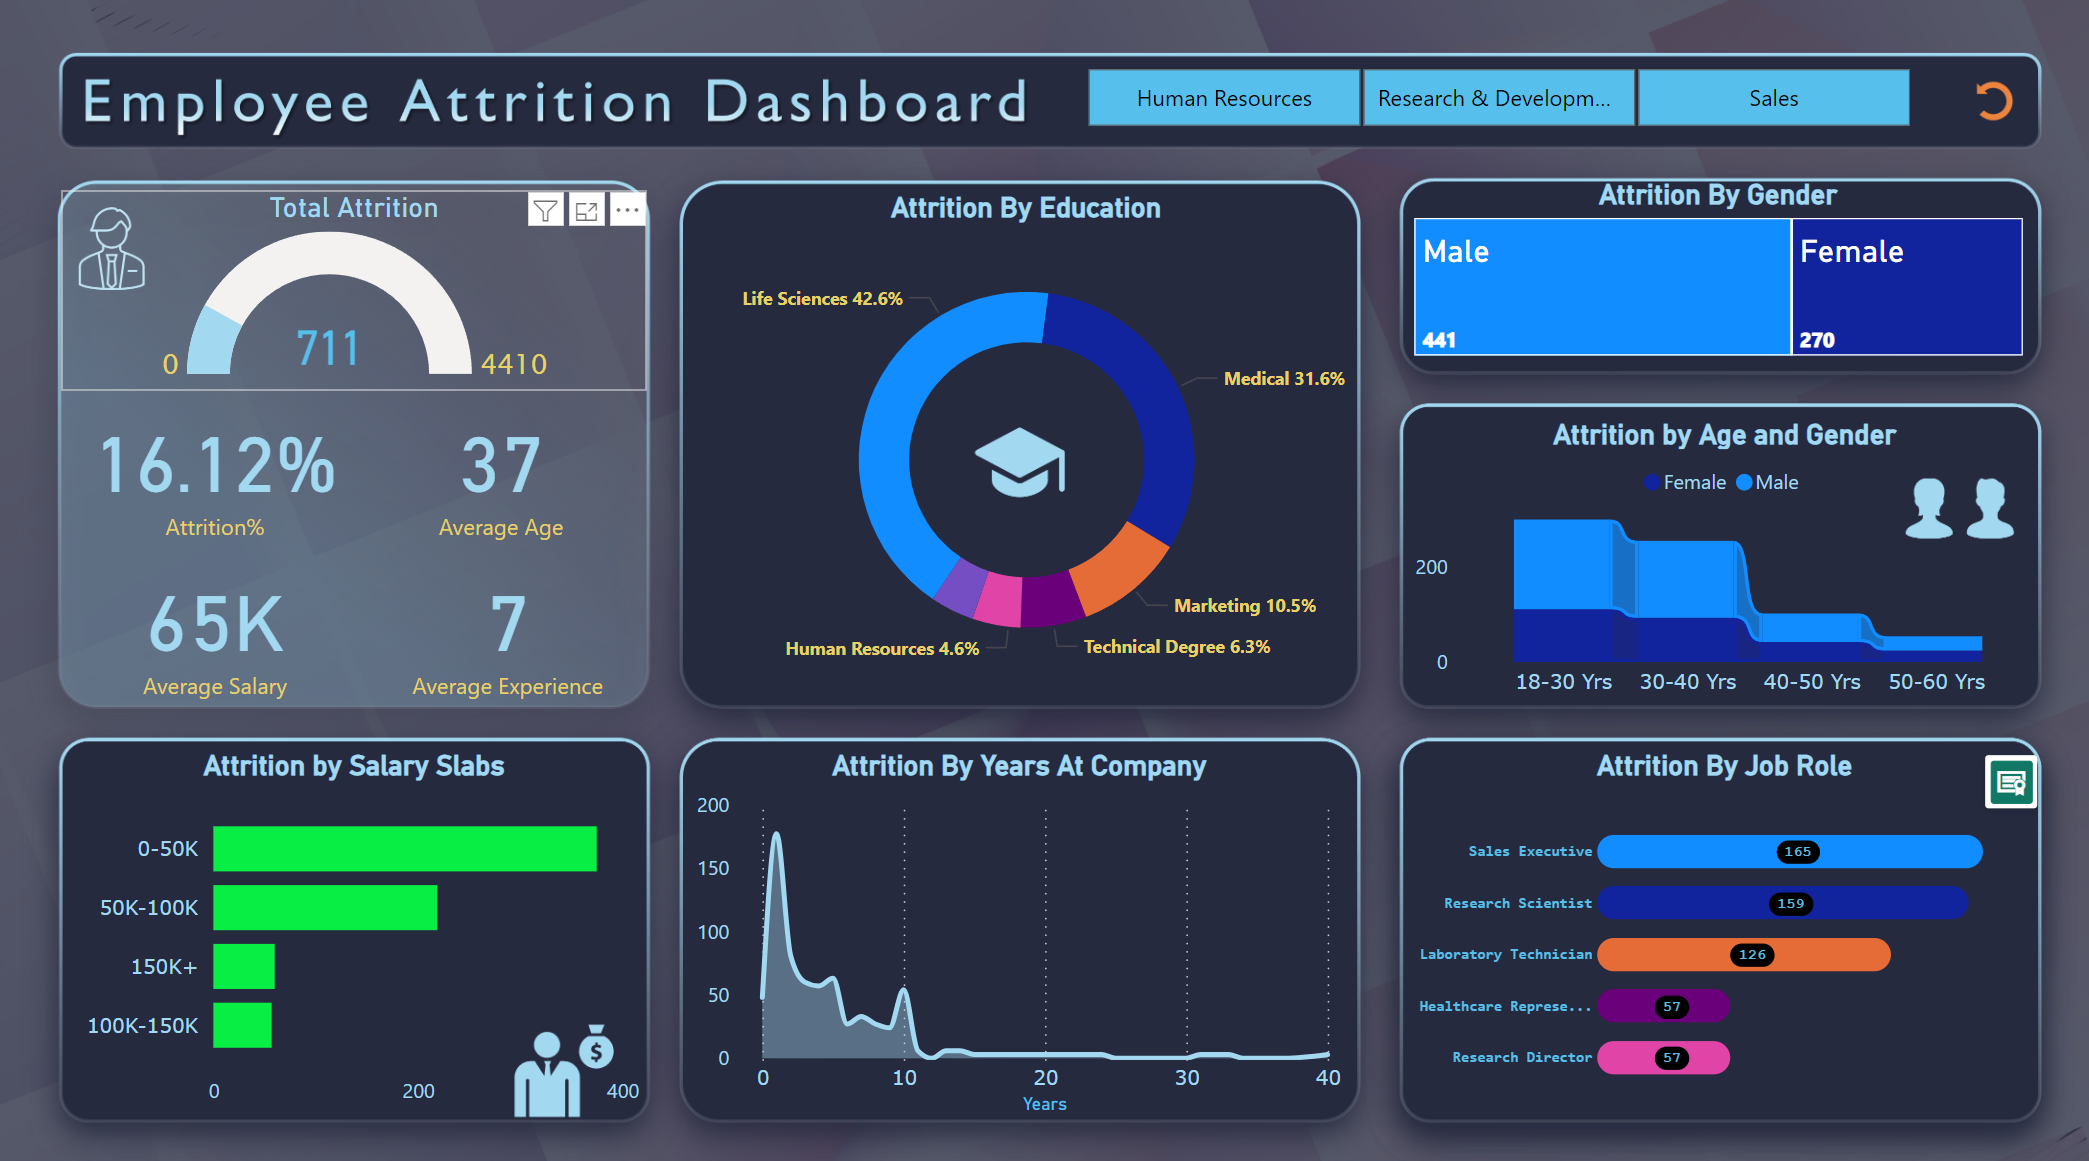 Employee Attrition Dashboard
Human Resources
Research & Developm...
Sales
Total Attrition
711
0
4410
16.12%
Attrition%
37
Average Age
65K
Average Salary
7
Average Experience
Attrition By Education
Life Sciences 42.6%
Medical 31.6%
Marketing 10.5%
Technical Degree 6.3%
Human Resources 4.6%
Attrition By Gender
Male
441
Female
270
Attrition by Age and Gender
Female
Male
200
0
18-30 Yrs
30-40 Yrs
40-50 Yrs
50-60 Yrs
Attrition by Salary Slabs
0-50K
50K-100K
150K+
100K-150K
0
200
400
$
Attrition By Years At Company
200
150
100
50
0
0
10
20
30
40
Years
Attrition By Job Role
Sales Executive
165
Research Scientist
159
Laboratory Technician
126
Healthcare Represe...
57
Research Director
57